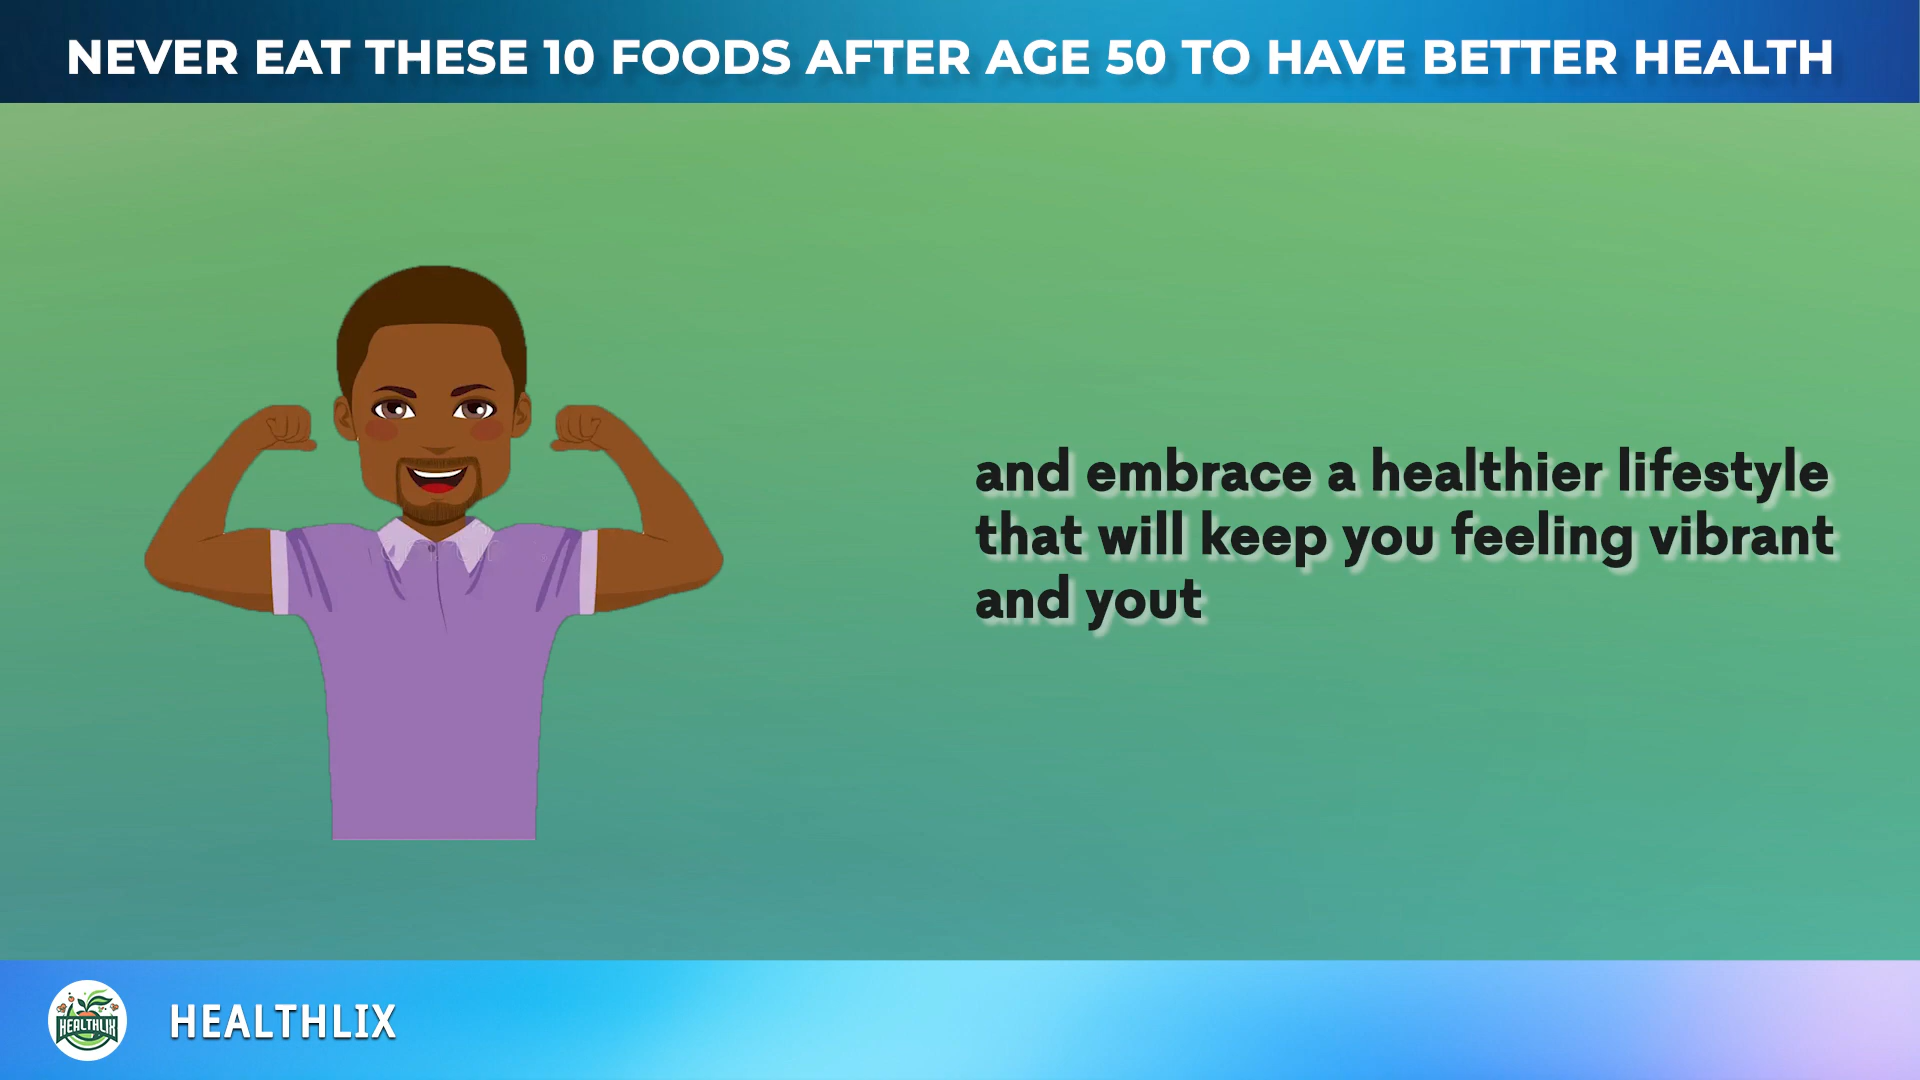 NEVER EAT THESE 10 FOODS AFTER AGE 50 TO HAVE BETTER HEALTH
and embrace a healthier lifestyle
that will keep you feeling vibrant
and yout
HEALTHLIX
HEALTHLIX